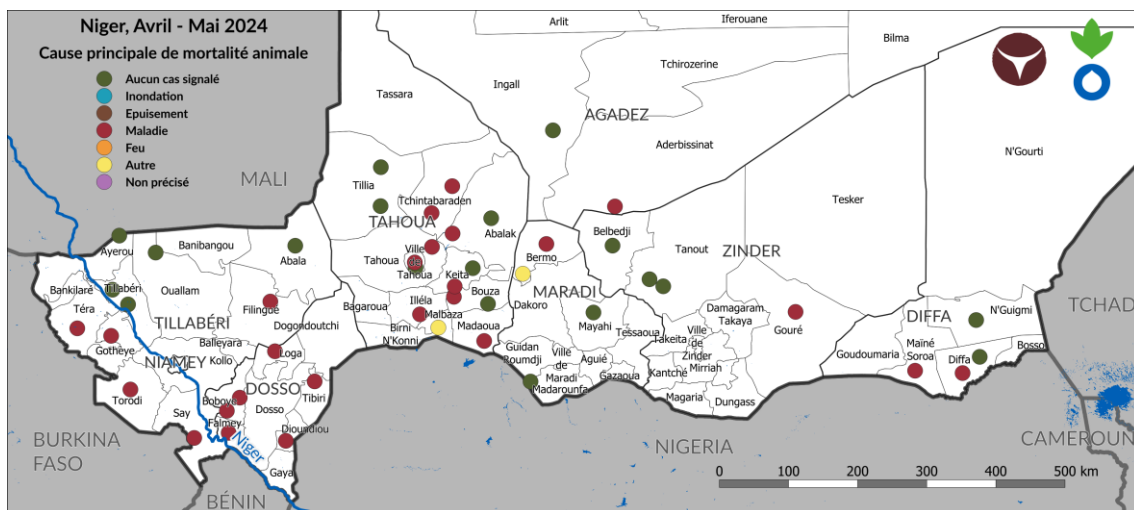 Niger, Avril - Mai 2024
Cause principale de mortalité animale
Aucun cas signalé
Inondation
Epuisement
Maladie
Feu
Autre
Non précisé
Arlit
Iferouane
Bilma
Tchirozerine
Ingall
Tassara
AGADEZ
Aderbissinat
N'Gourti
MALI
Tillia
Tchintabaraden
Tesker
TAHOUA
Abalak
Belbedji
Ayerou
Banibangou
Abala
Ville
de
Tahoua
Tahoua
Bermo
Tanout
ZINDER
Keita
Bankilaré
Tillabéri
Ouallam
MARADI
Bouza
Dakoro
TCHAD
Téra
Filingué
Bagaroua
Illéla
Malbaza
Damagaram
Takaya
N'Guigmi
DIFFA
TILLABÉRI
Dogondoutchi
Birni
N'Konni
Madaoua
Mayahi
Tessaoua
Takeita
Gouré
Gotheye
Balleyara
Guidan
Roumdji
Ville
de
Maradi
Aguié
Ville
de
Zinder
Mirriah
Goudoumaria
Maïné
Soroa
Diffa
Bosso
NIAMEY
Kollo
Loga
Madarounfa
Gazaoua
Kantché
Torodi
DOSSO
Tibiri
Magaria
Dungass
Say
Boboye
Dosso
Falmey
Dioundiou
BURKINA
FASO
Niger
NIGERIA
CAMEROUN
Gaya
BÉNIN
0 100 200 300 400 500 km